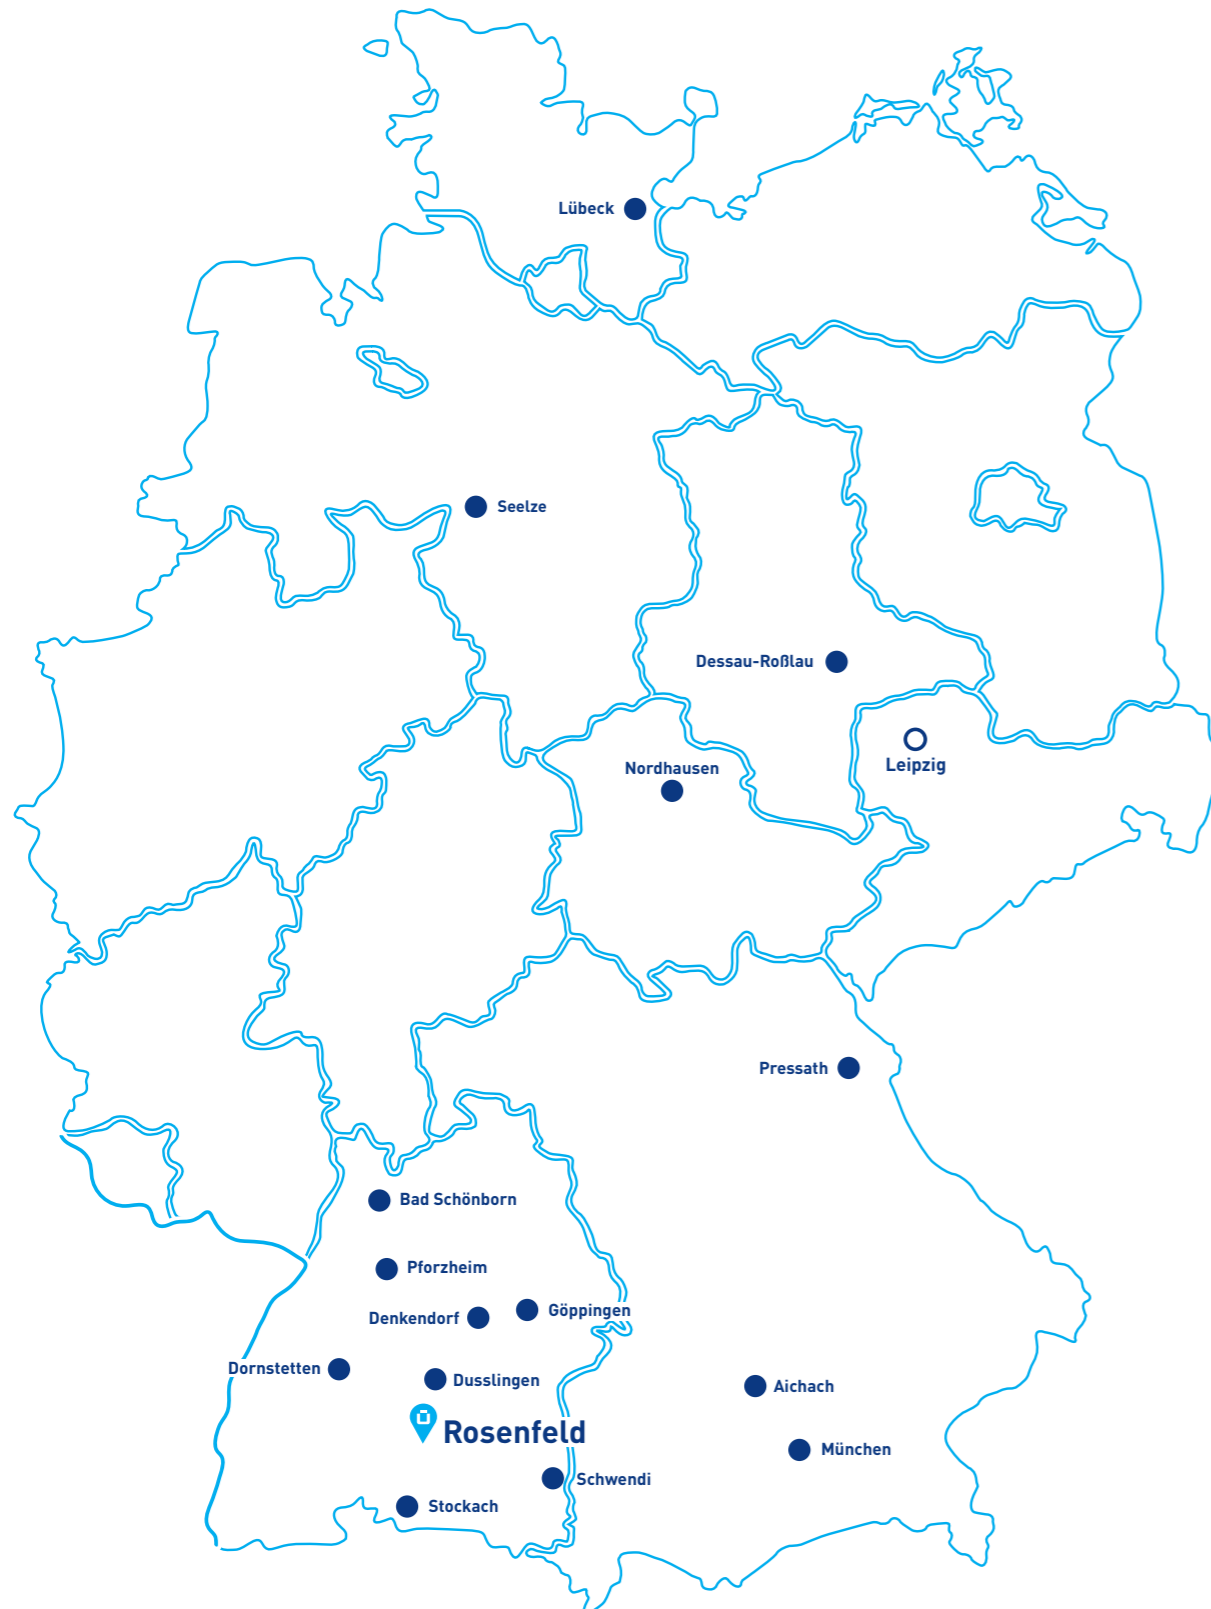 Lübeck
Seelze
Dessau-Roßlau
Leipzig
Nordhausen
Pressath
Bad Schönborn
Pforzheim
Göppingen
Denkendorf
Dornstetten
Dusslingen
Aichach
Rosenfeld
München
Schwendi
Stockach